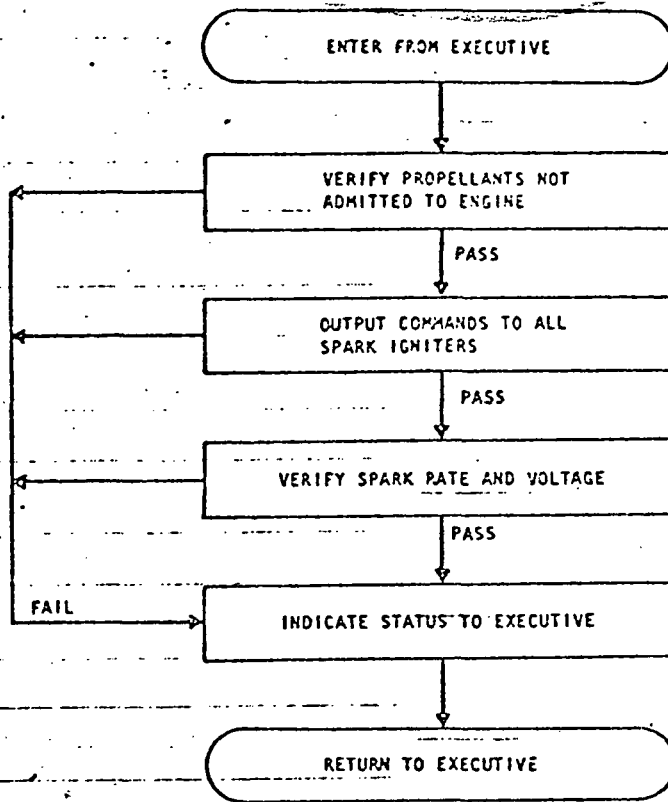 ENTER FROM EXECUTIVE
VERIFY PROPELLANTS NOT
ADMITTED TO ENGINE
PASS
OUTPUT COMMANDS TO ALL
SPARK IGNITERS
PASS
VERIFY SPARK RATE AND VOLTAGE
PASS
FAIL
INDICATE STATUS TO EXECUTIVE
RETURN TO EXECUTIVE